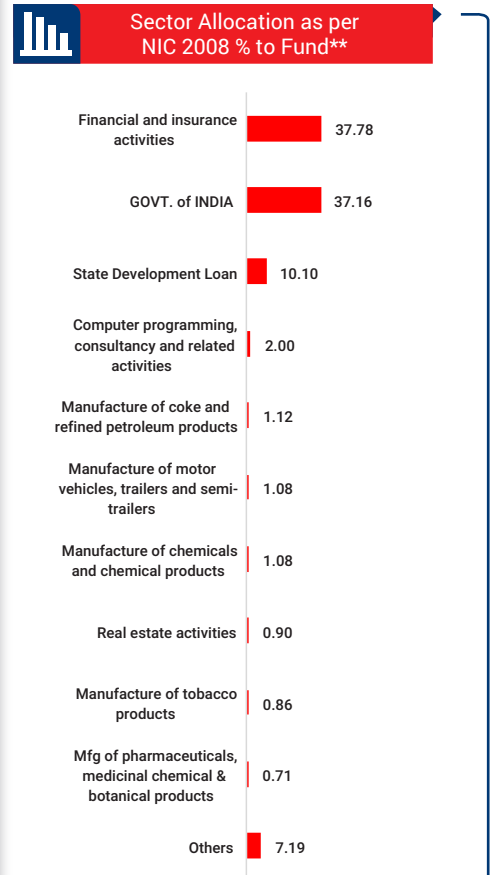 Sector Allocation as per
NIC 2008 % to Fund**
Financial and insurance
activities
37.78
GOVT. of INDIA
37.16
State Development Loan
10.10
Computer programming,
consultancy and related
activities
2.00
Manufacture of coke and
refined petroleum products
1.12
Manufacture of motor
vehicles, trailers and semi-
trailers
1.08
Manufacture of chemicals
and chemical products
1.08
Real estate activities
0.90
Manufacture of tobacco
products
0.86
Mfg of pharmaceuticals,
medicinal chemical &
botanical products
0.71
Others
7.19